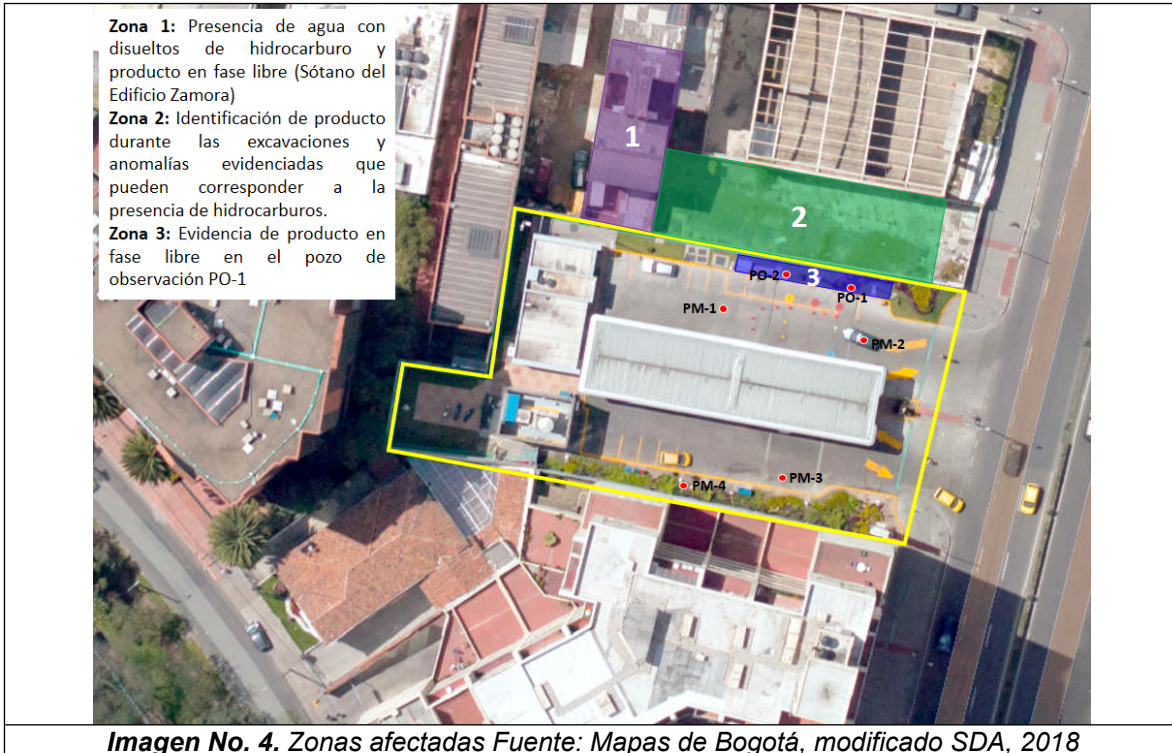 Zona 1: Presencia de agua con
disueltos de hidrocarburo y
producto en fase libre (Sótano del
Edificio Zamora)
Zona 2: Identificación de producto
durante las excavaciones y
anomalías evidenciadas que
pueden corresponder a la
presencia de hidrocarburos.
Zona 3: Evidencia de producto en
fase libre en el pozo de
observación PO-1
1
2
3
PO-2
PO-1
PM-1
PM-2
PM-3
PM-4
Imagen No. 4. Zonas afectadas Fuente: Mapas de Bogotá, modificado SDA, 2018